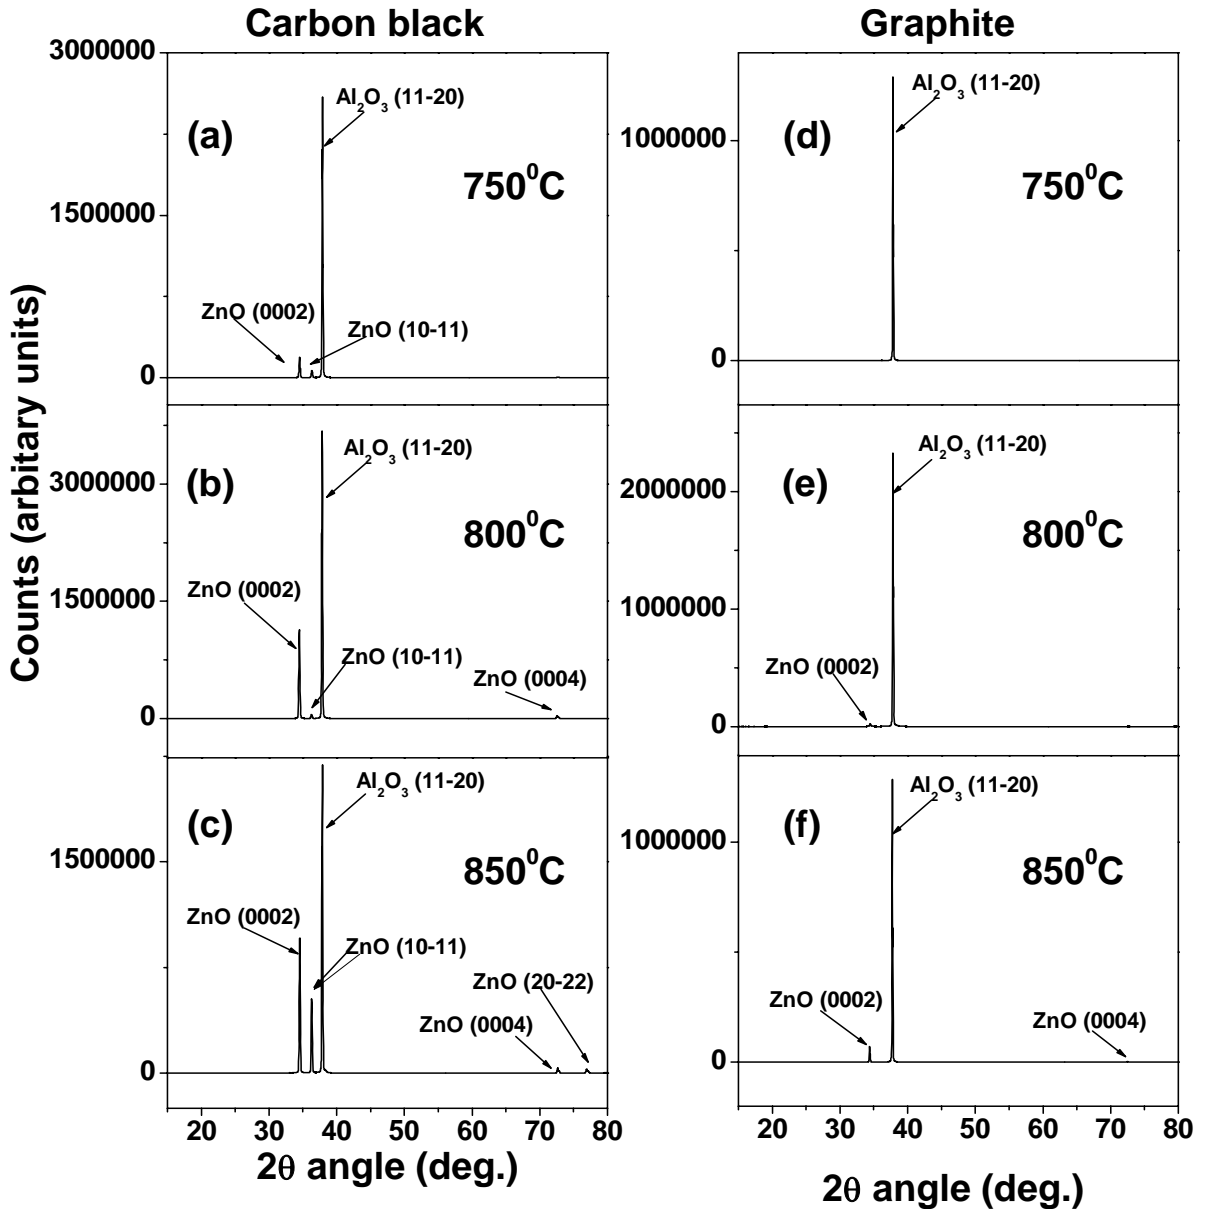 Carbon black
Graphite
Counts (arbitary units)
3000000
1500000
0
(a)
Al2O3 (11-20)
750⁰C
ZnO (0002)
ZnO (10-11)
1000000
0
(d)
Al2O3 (11-20)
750⁰C
3000000
1500000
0
(b)
Al2O3 (11-20)
800⁰C
ZnO (0002)
ZnO (10-11)
ZnO (0004)
2000000
1000000
0
(e)
Al2O3 (11-20)
800⁰C
ZnO (0002)
1500000
0
(c)
Al2O3 (11-20)
850⁰C
ZnO (0002)
ZnO (10-11)
ZnO (20-22)
ZnO (0004)
20 30 40 50 60 70 80
2θ angle (deg.)
1000000
0
(f)
Al2O3 (11-20)
850⁰C
ZnO (0002)
ZnO (0004)
20 30 40 50 60 70 80
2θ angle (deg.)